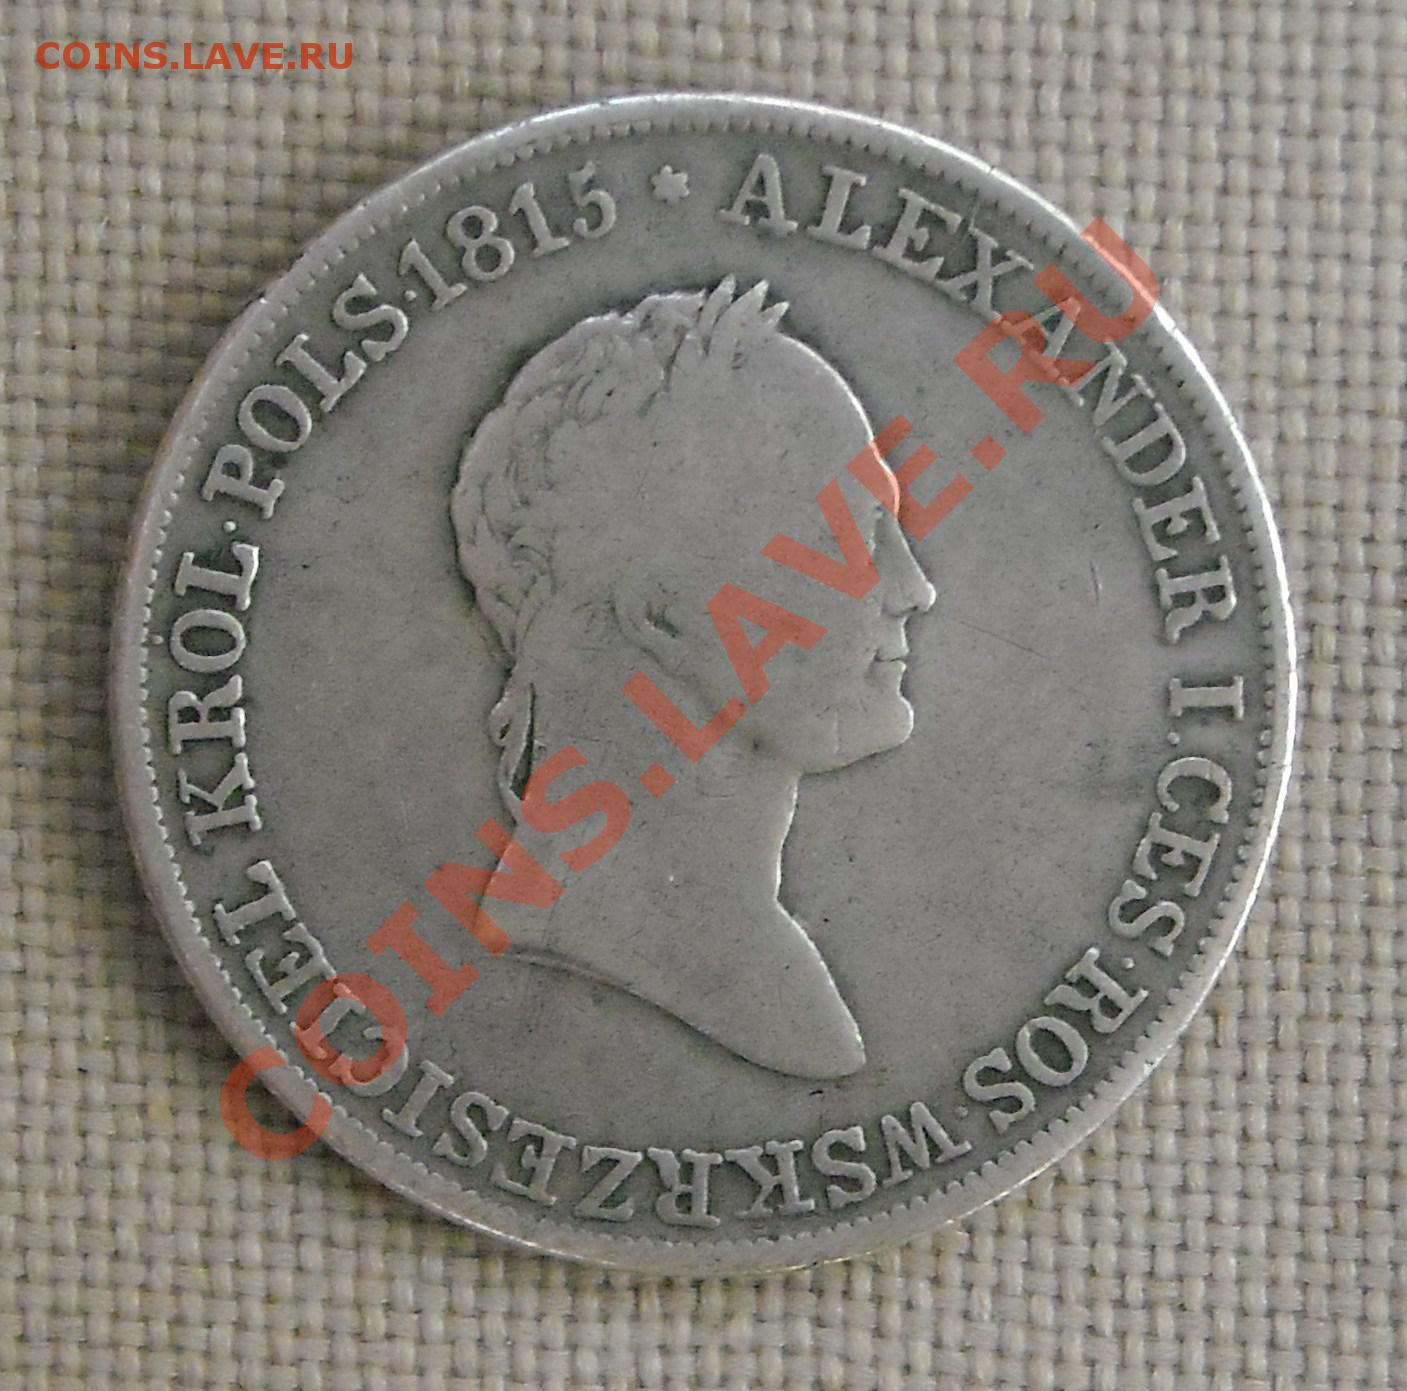 COINS.LAVE.RU
* ALEXANDER I. CES. ROS. WSKRZESICIEL KROL. POLS. 1815
COINS.LAVE.RU